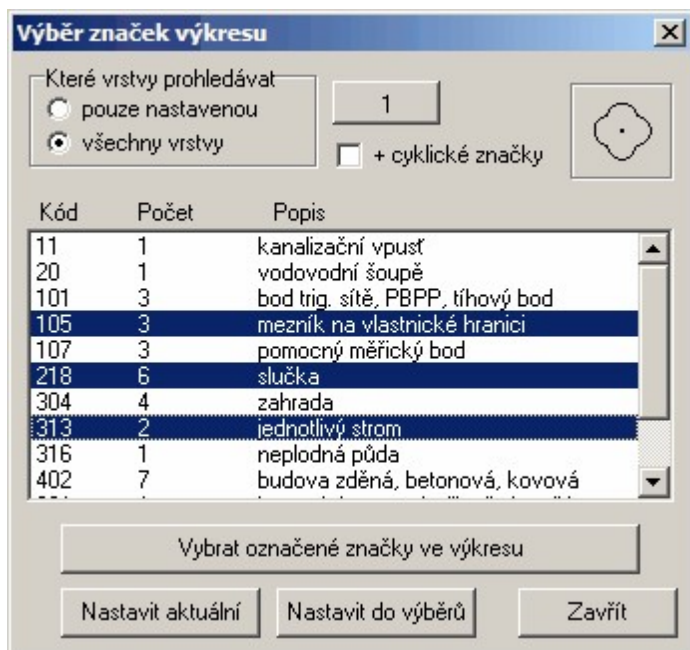 Výběr značek výkresu
Které vrstvy prohledávat
pouze nastavenou
všechny vrstvy
1
+ cyklické značky
Kód Počet Popis
11 1 kanalizační vpusť
20 1 vodovodní šoupě
101 3 bod trig. sítě, PBPP, tíhový bod
105 3 mezník na vlastnické hranici
107 3 pomocný měřický bod
218 6 slučka
304 4 zahrada
313 2 jednotlivý strom
316 1 neplodná půda
402 7 budova zděná, betonová, kovová
Vybrat označené značky ve výkresu
Nastavit aktuální Nastavit do výběrů Zavřít